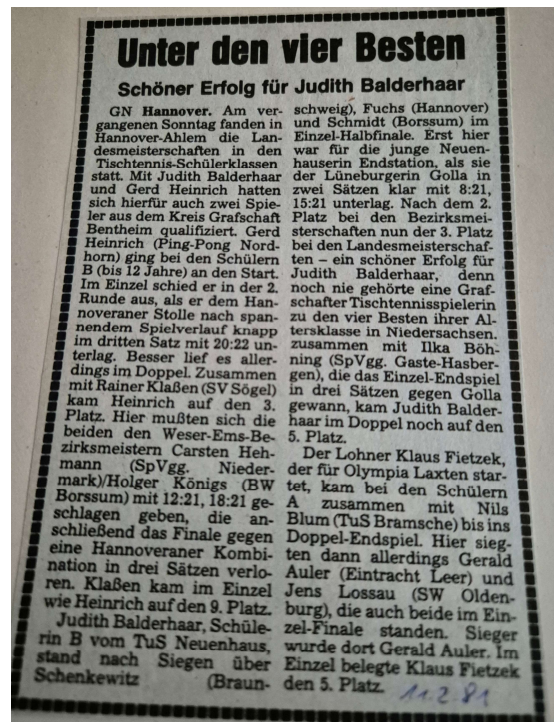 Unter den vier Besten
Schöner Erfolg für Judith Balderhaar
GN Hannover. Am ver-
gangenen Sonntag fanden in
Hannover-Ahlem die Lan-
desmeisterschaften in den
Tischtennis-Schülerklassen
statt. Mit Judith Balderhaar
und Gerd Heinrich hatten
sich hierfür auch zwei Spie-
ler aus dem Kreis Grafschaft
Bentheim qualifiziert. Gerd
Heinrich (Ping-Pong Nord-
horn) ging bei den Schülern
B (bis 12 Jahre) an den Start.
Im Einzel schied er in der 2.
Runde aus, als er dem Han-
noveraner Stolle nach span-
nendem Spielverlauf knapp
im dritten Satz mit 20:22 un-
terlag. Besser lief es aller-
dings im Doppel. Zusammen
mit Rainer Klaßen (SV Sögel)
kam Heinrich auf den 3.
Platz. Hier mußten sich die
beiden den Weser-Ems-Be-
zirksmeistern Carsten Heh-
mann (SpVgg. Nieder-
mark)/Holger Königs (BW
Borssum) mit 12:21, 18:21 ge-
schlagen geben, die an-
schließend das Finale gegen
eine Hannoveraner Kombi-
nation in drei Sätzen verlo-
ren. Klaßen kam im Einzel
wie Heinrich auf den 9. Platz.
Judith Balderhaar, Schüle-
rin B vom TuS Neuenhaus,
stand nach Siegen über
Schenkewitz (Braun-
schweig), Fuchs (Hannover)
und Schmidt (Borssum) im
Einzel-Halbfinale. Erst hier
war für die junge Neuen-
hauserin Endstation, als sie
der Lüneburgerin Golla in
zwei Sätzen klar mit 8:21,
15:21 unterlag. Nach dem 2.
Platz bei den Bezirksmei-
sterschaften nun der 3. Platz
bei den Landesmeisterschaf-
ten – ein schöner Erfolg für
Judith Balderhaar, denn
noch nie gehörte eine Graf-
schafter Tischtennisspielerin
zu den vier Besten ihrer Al-
tersklasse in Niedersachsen.
zusammen mit Ilka Böh-
ning (SpVgg. Gaste-Hasber-
gen), die das Einzel-Endspiel
in drei Sätzen gegen Golla
gewann, kam Judith Balder-
haar im Doppel noch auf den
5. Platz.
Der Lohner Klaus Fietzek,
der für Olympia Laxten star-
tet, kam bei den Schülern
A zusammen mit Nils
Blum (TuS Bramsche) bis ins
Doppel-Endspiel. Hier sieg-
ten dann allerdings Gerald
Auler (Eintracht Leer) und
Jens Lossau (SW Olden-
burg), die auch beide im Ein-
zel-Finale standen. Sieger
wurde dort Gerald Auler. Im
Einzel belegte Klaus Fietzek
den 5. Platz.
11.2.81